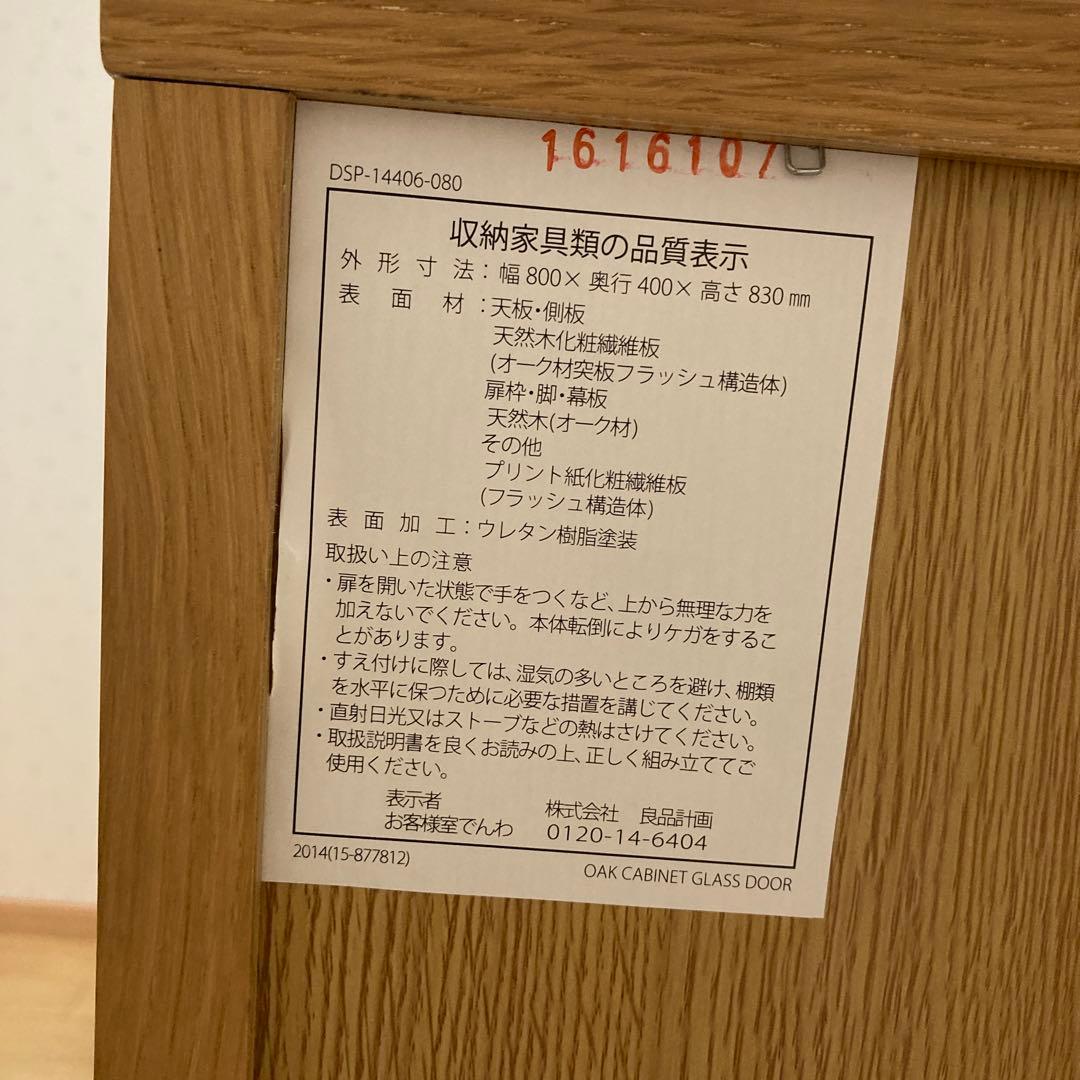 1616107
DSP-14406-080
収納家具類の品質表示
外形寸法：幅800×奥行400×高さ830㎜
表面材：天板・側板
天然木化粧繊維板
(オーク材突板フラッシュ構造体)
扉枠・脚・幕板
天然木(オーク材)
その他
プリント紙化粧繊維板
(フラッシュ構造体)
表面加工：ウレタン樹脂塗装
取扱い上の注意
・扉を開いた状態で手をつくなど、上から無理な力を
加えないでください。本体転倒によりケガをするこ
とがあります。
・すえ付けに際しては、湿気の多いところを避け、棚類
を水平に保つために必要な措置を講じてください。
・直射日光又はストーブなどの熱はさけてください。
・取扱説明書を良くお読みの上、正しく組み立ててご
使用ください。
表示者 株式会社 良品計画
お客様室でんわ 0120-14-6404
2014(15-877812)
OAK CABINET GLASS DOOR